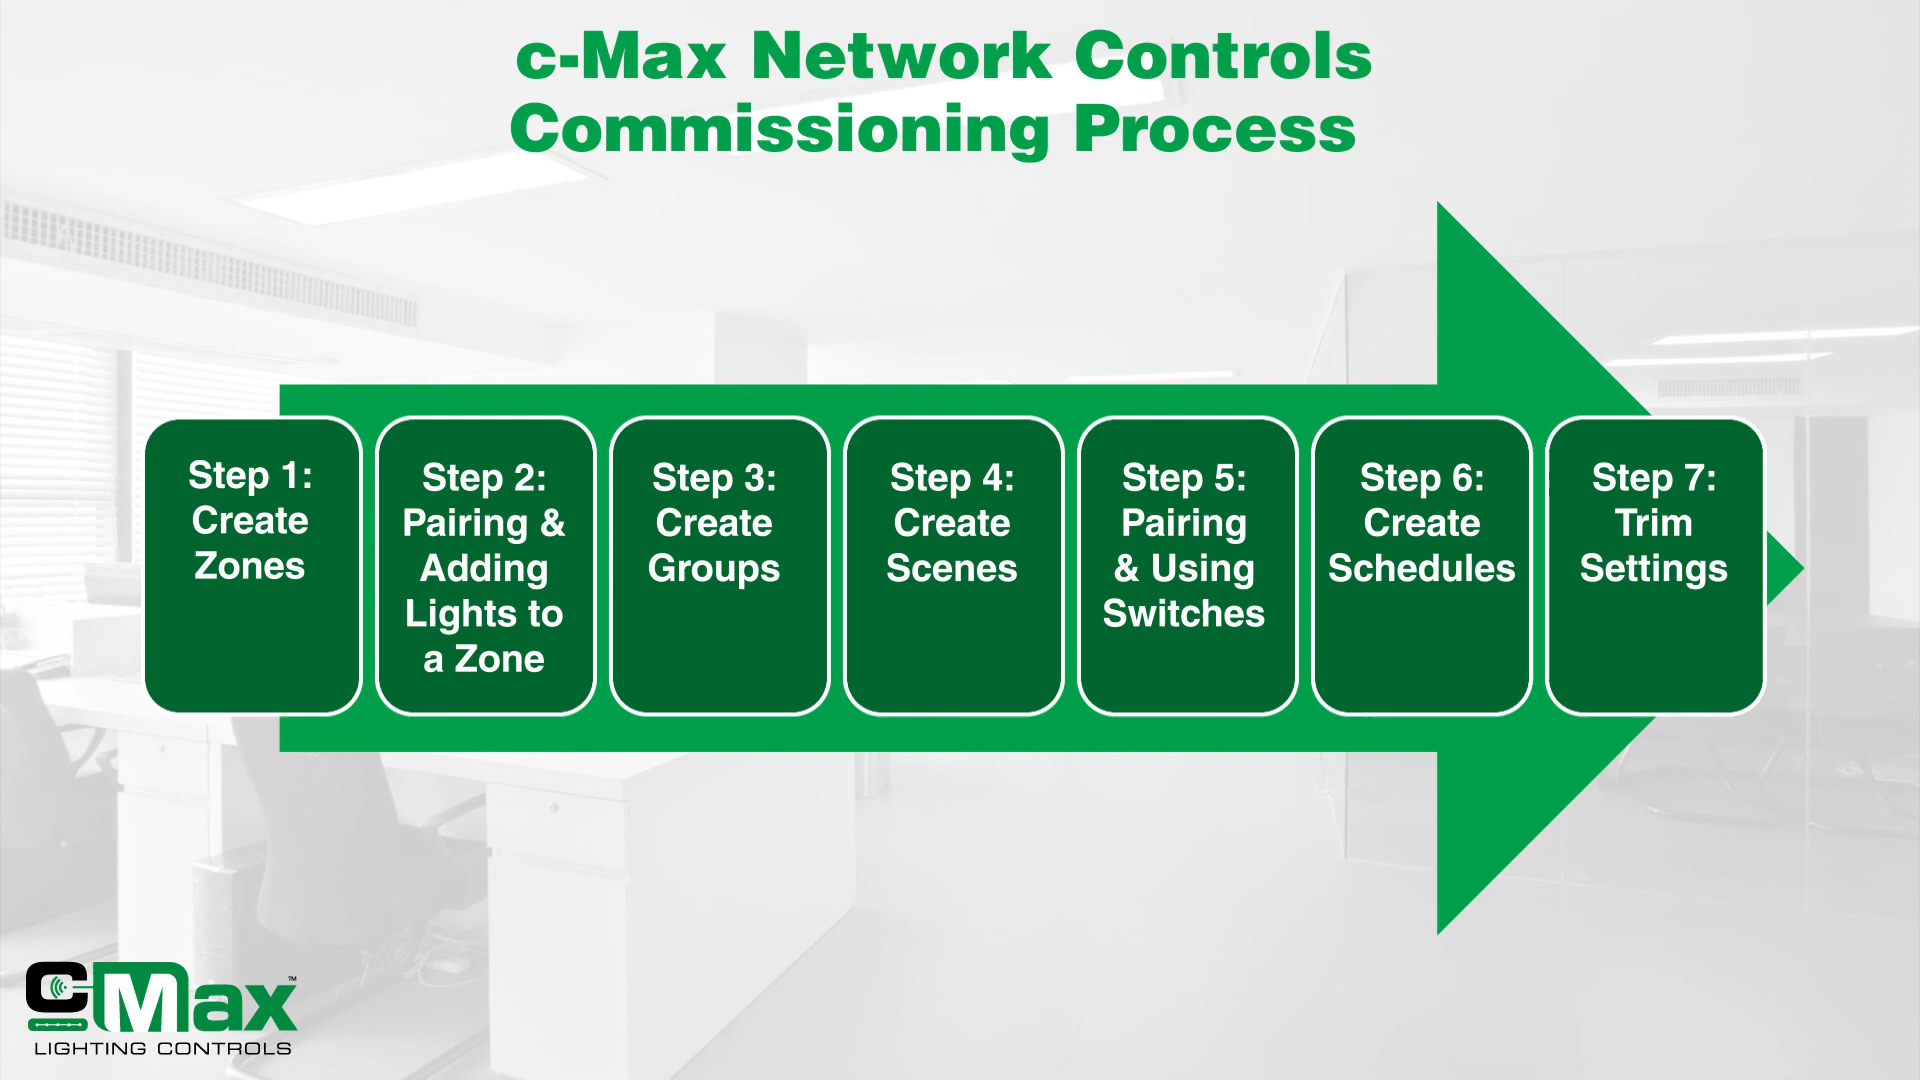 c-Max Network Controls
Commissioning Process
Step 1:
Create
Zones
Step 2:
Pairing &
Adding
Lights to
a Zone
Step 3:
Create
Groups
Step 4:
Create
Scenes
Step 5:
Pairing
& Using
Switches
Step 6:
Create
Schedules
Step 7:
Trim
Settings
cMax™
LIGHTING CONTROLS